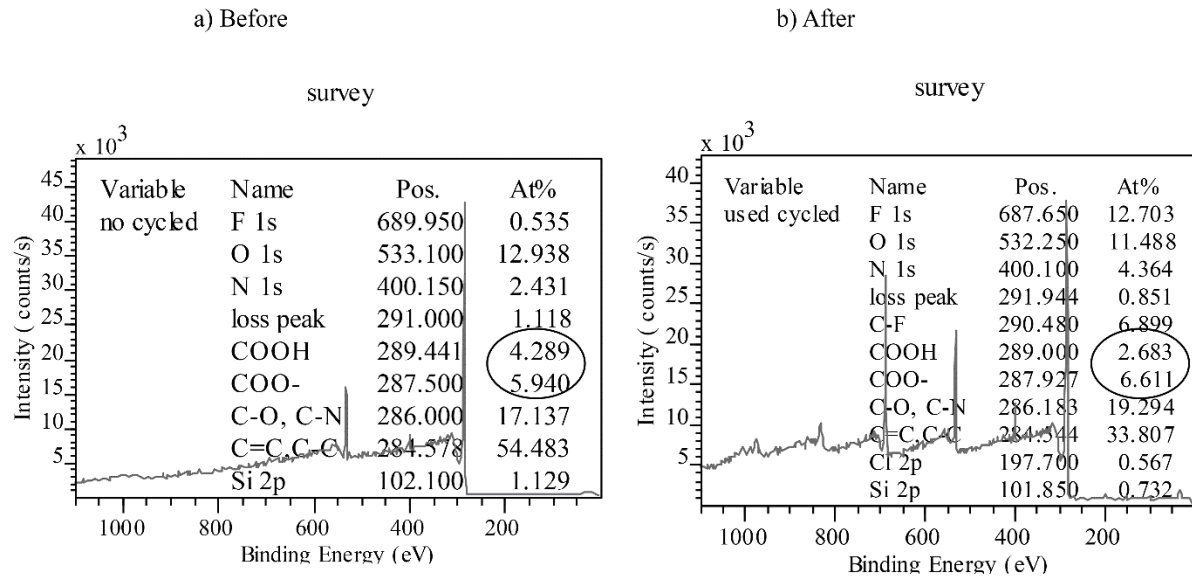 a) Before
survey
x 10³
Variable Name Pos. At%
no cycled F 1s 689.950 0.535
O 1s 533.100 12.938
N 1s 400.150 2.431
loss peak 291.000 1.118
COOH 289.441 4.289
COO- 287.500 5.940
C-O, C-N 286.000 17.137
C=C,C-C 284.578 54.483
Si 2p 102.100 1.129
45
40
35
30
25
20
15
10
5
Intensity ( counts/s)
1000 800 600 400 200
Binding Energy (eV)
b) After
survey
x 10³
Variable Name Pos. At%
used cycled F 1s 687.650 12.703
O 1s 532.250 11.488
N 1s 400.100 4.364
loss peak 291.944 0.851
C-F 290.480 6.899
COOH 289.000 2.683
COO- 287.927 6.611
C-O, C-N 286.183 19.294
C=C,C-C 284.544 33.807
Cl 2p 197.700 0.567
Si 2p 101.850 0.732
40
35
30
25
20
15
10
5
Intensity ( counts/s)
1000 800 600 400 200
Binding Energy (eV)